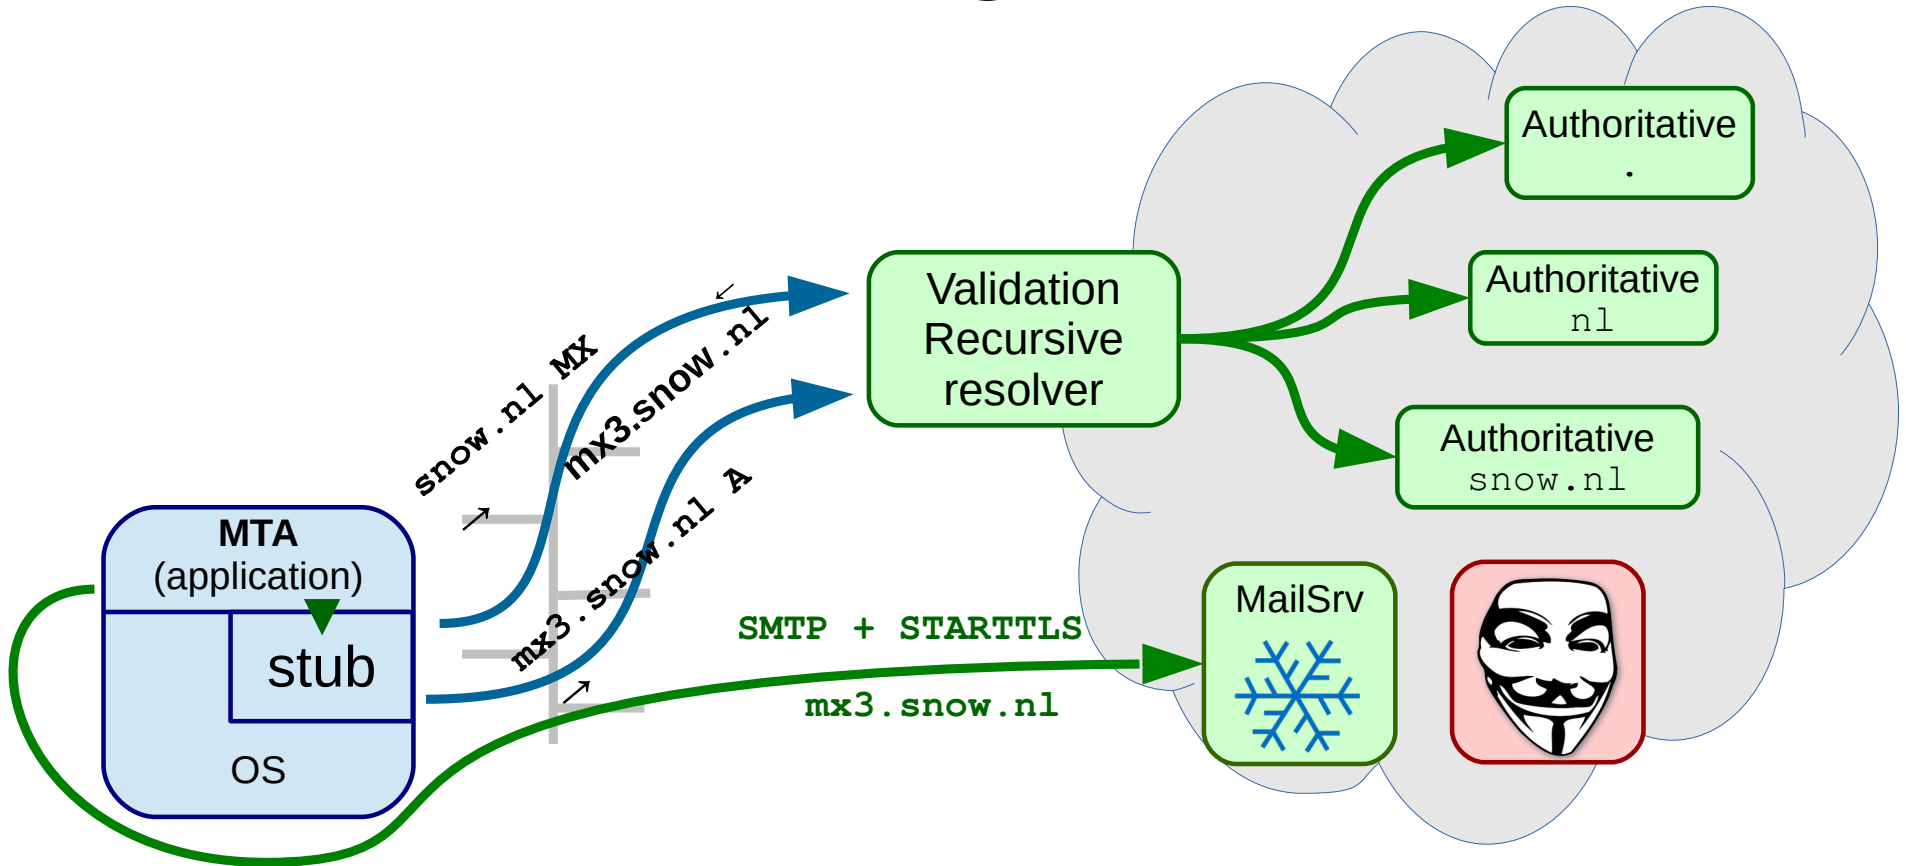 Authoritative
.
Authoritative
nl
Authoritative
snow.nl
Validation
Recursive
resolver
snow.nl MX
mx3.snow.nl
mx3.snow.nl A
MTA
(application)
stub
OS
SMTP + STARTTLS
mx3.snow.nl
MailSrv